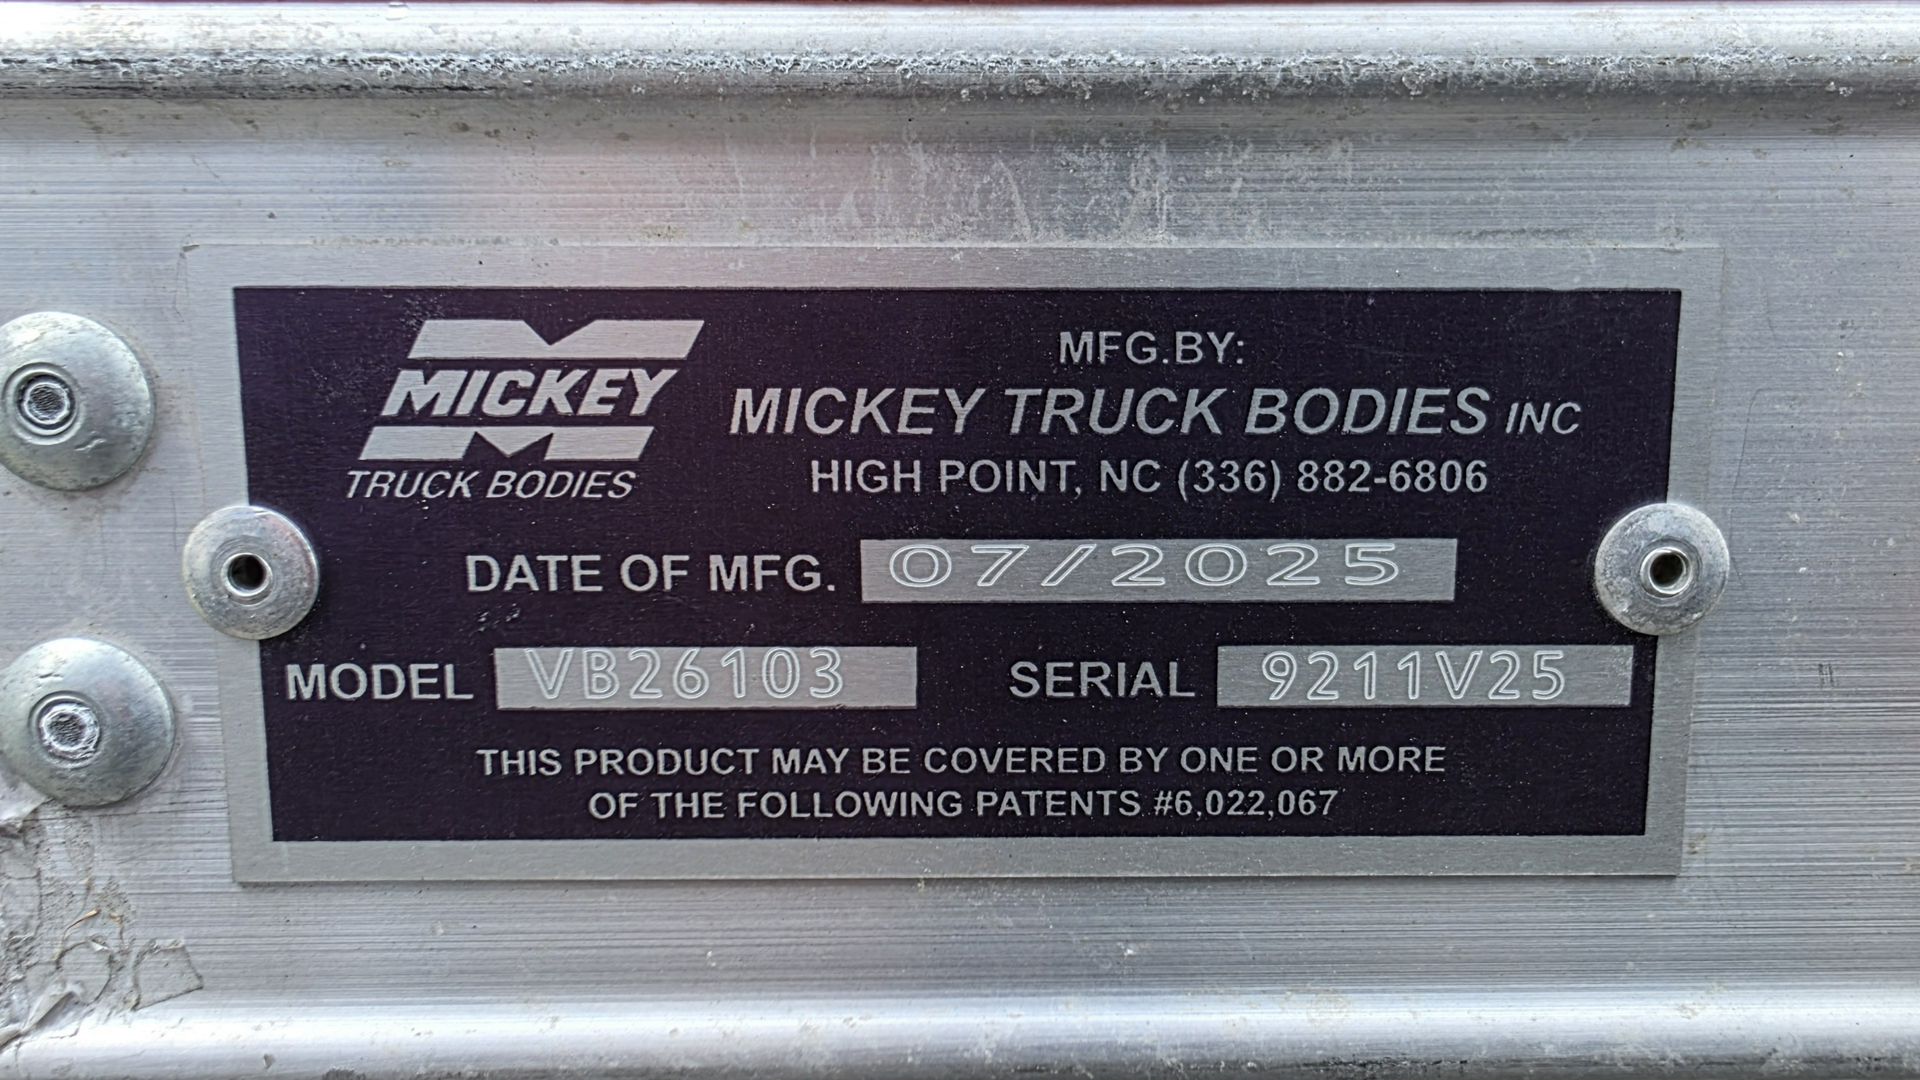 MICKEY
TRUCK BODIES
MFG.BY:
MICKEY TRUCK BODIES INC
HIGH POINT, NC (336) 882-6806
DATE OF MFG. 07/2025
MODEL VB26103 SERIAL 9211V25
THIS PRODUCT MAY BE COVERED BY ONE OR MORE
OF THE FOLLOWING PATENTS #6,022,067